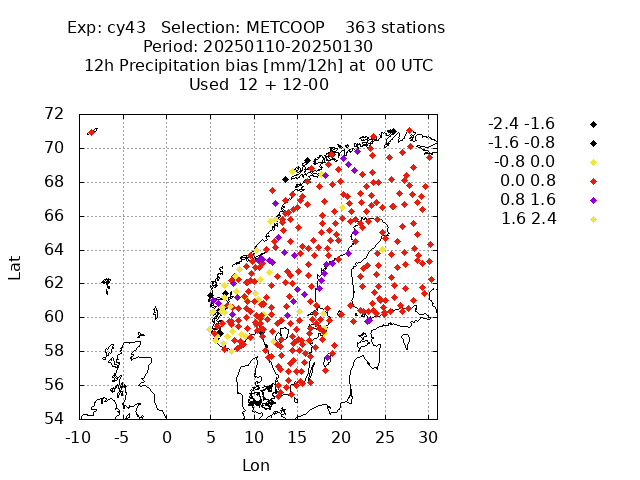 Exp: cy43   Selection: METCOOP    363 stations
Period: 20250110-20250130
12h Precipitation bias [mm/12h] at  00 UTC
Used  12 + 12-00
72
70
68
66
64
62
60
58
56
54
Lat
-10 -5 0 5 10 15 20 25 30
Lon
-2.4 -1.6
-1.6 -0.8
-0.8 0.0
0.0 0.8
0.8 1.6
1.6 2.4